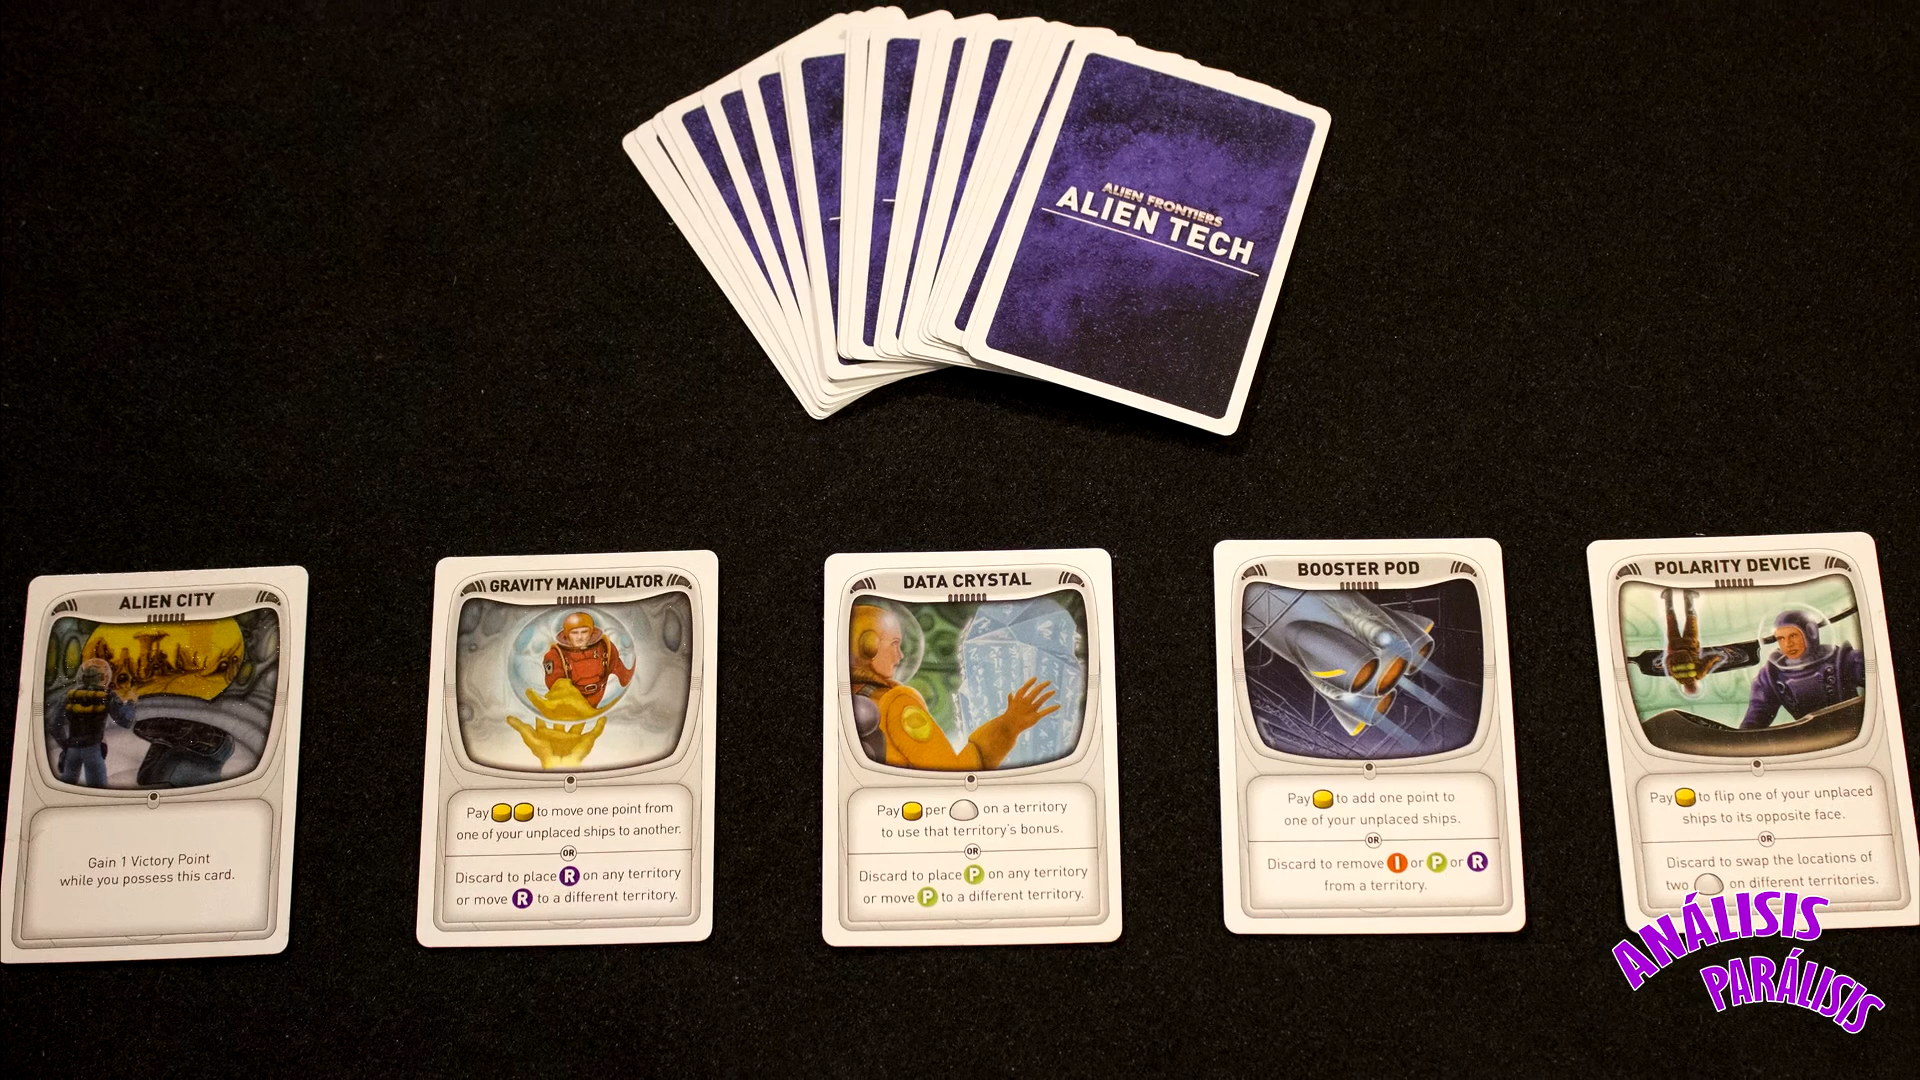 ALIEN FRONTIERS
ALIEN TECH
ALIEN CITY
Gain 1 Victory Point
while you possess this card.
GRAVITY MANIPULATOR
Pay to move one point from
one of your unplaced ships to another.
OR
Discard to place R on any territory
or move R to a different territory.
DATA CRYSTAL
Pay per on a territory
to use that territory's bonus.
OR
Discard to place P on any territory
or move P to a different territory.
BOOSTER POD
Pay to add one point to
one of your unplaced ships.
OR
Discard to remove I or P or R
from a territory.
POLARITY DEVICE
Pay to flip one of your unplaced
ships to its opposite face.
OR
Discard to swap the locations of
two on different territories.
ANÁLISIS
PARÁLISIS